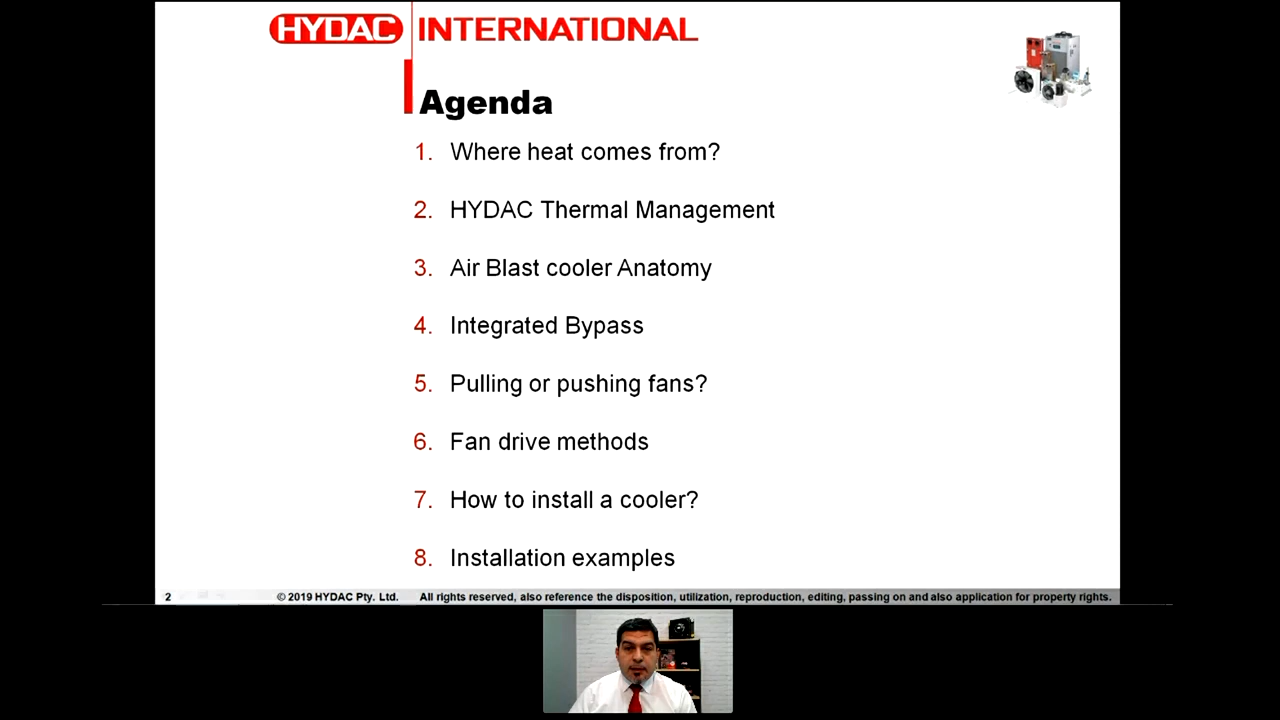 HYDAC INTERNATIONAL
Agenda
1. Where heat comes from?
2. HYDAC Thermal Management
3. Air Blast cooler Anatomy
4. Integrated Bypass
5. Pulling or pushing fans?
6. Fan drive methods
7. How to install a cooler?
8. Installation examples
2 © 2019 HYDAC Pty. Ltd. All rights reserved, also reference the disposition, utilization, reproduction, editing, passing on and also application for property rights.